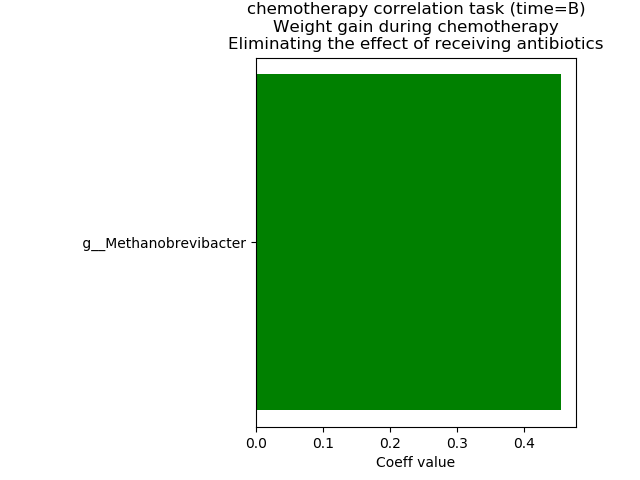 chemotherapy correlation task (time=B)
Weight gain during chemotherapy
Eliminating the effect of receiving antibiotics
g__Methanobrevibacter
0.0 0.1 0.2 0.3 0.4
Coeff value